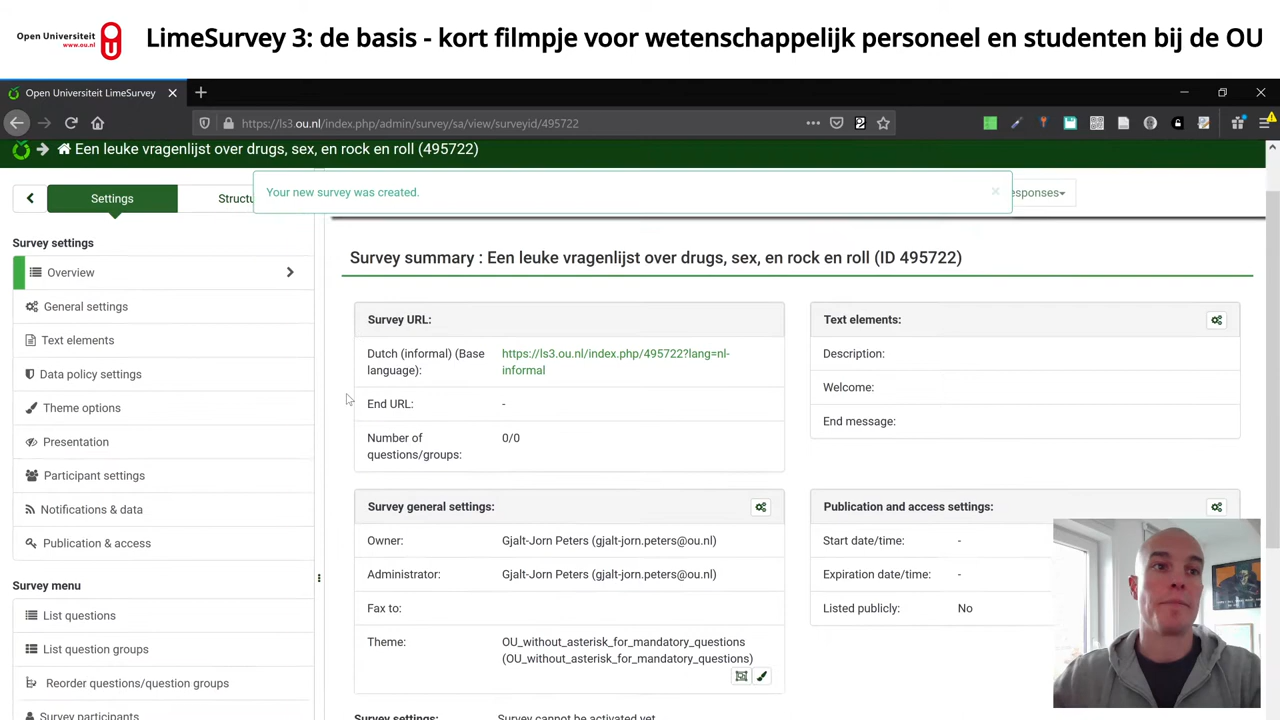 Open Universiteit
www.ou.nl
LimeSurvey 3: de basis - kort filmpje voor wetenschappelijk personeel en studenten bij de OU
Open Universiteit LimeSurvey
https://ls3.ou.nl/index.php/admin/survey/sa/view/surveyid/495722
Een leuke vragenlijst over drugs, sex, en rock en roll (495722)
Settings
Structu
Your new survey was created.
esponses
Survey settings
Overview
General settings
Text elements
Data policy settings
Theme options
Presentation
Participant settings
Notifications & data
Publication & access
Survey menu
List questions
List question groups
Reorder questions/question groups
Survey participants
Survey summary : Een leuke vragenlijst over drugs, sex, en rock en roll (ID 495722)
Survey URL:
Dutch (informal) (Base
language):
https://ls3.ou.nl/index.php/495722?lang=nl-
informal
End URL:
-
Number of
questions/groups:
0/0
Text elements:
Description:
Welcome:
End message:
Survey general settings:
Owner:
Gjalt-Jorn Peters (gjalt-jorn.peters@ou.nl)
Administrator:
Gjalt-Jorn Peters (gjalt-jorn.peters@ou.nl)
Fax to:
Theme:
OU_without_asterisk_for_mandatory_questions
(OU_without_asterisk_for_mandatory_questions)
Publication and access settings:
Start date/time:
-
Expiration date/time:
-
Listed publicly:
No
Survey settings:
Survey cannot be activated yet